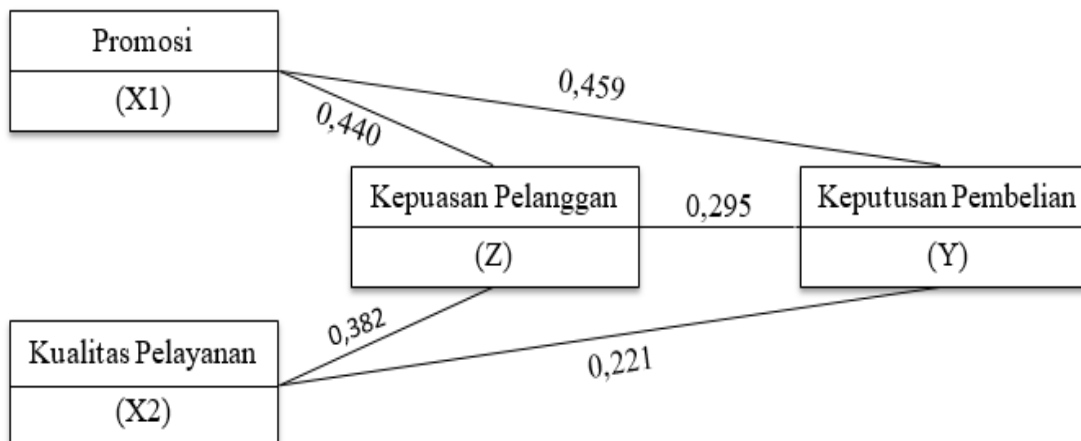 Promosi
(X1)
0,459
0,440
Kepuasan Pelanggan
(Z)
0,295
Keputusan Pembelian
(Y)
0,382
0,221
Kualitas Pelayanan
(X2)